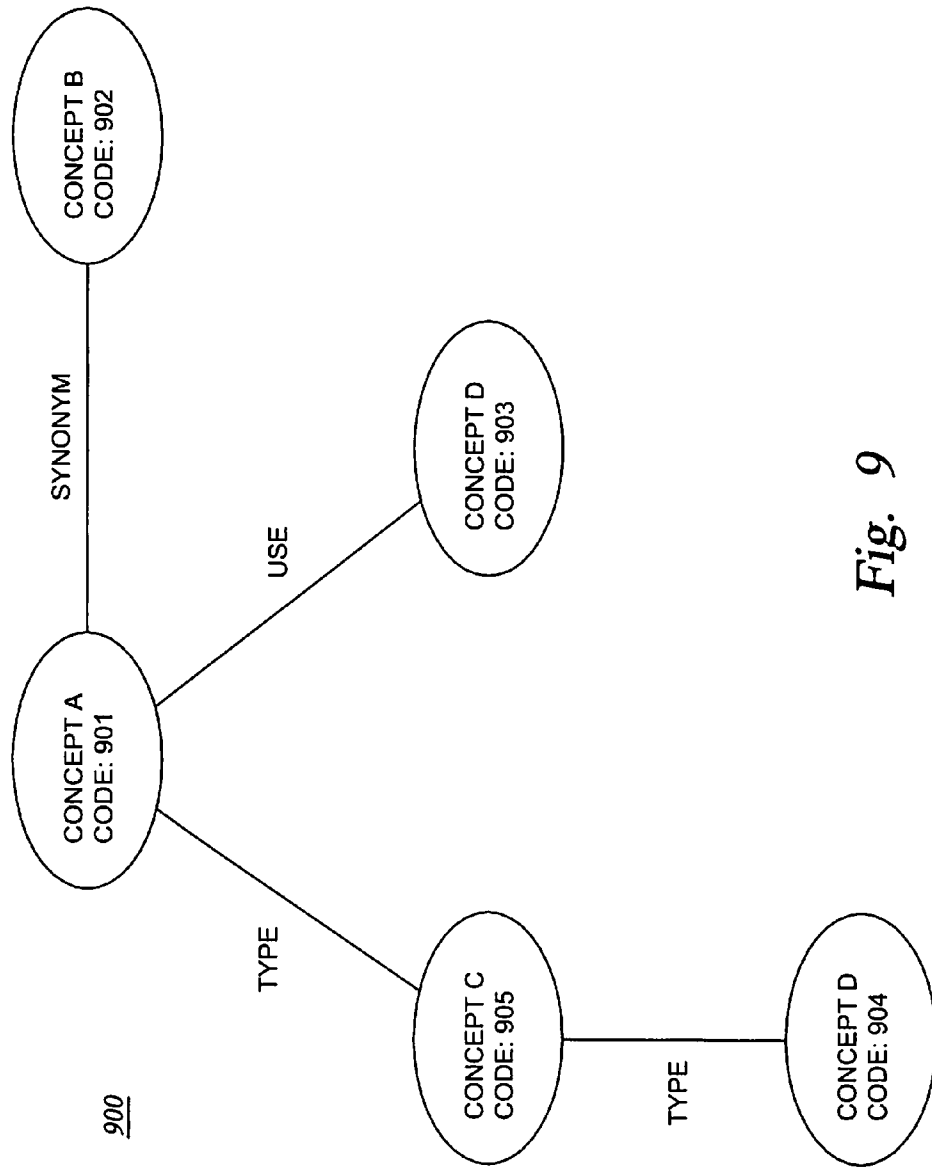 900
CONCEPT A
CODE: 901
SYNONYM
CONCEPT B
CODE: 902
TYPE
USE
CONCEPT C
CODE: 905
CONCEPT D
CODE: 903
TYPE
CONCEPT D
CODE: 904
Fig. 9